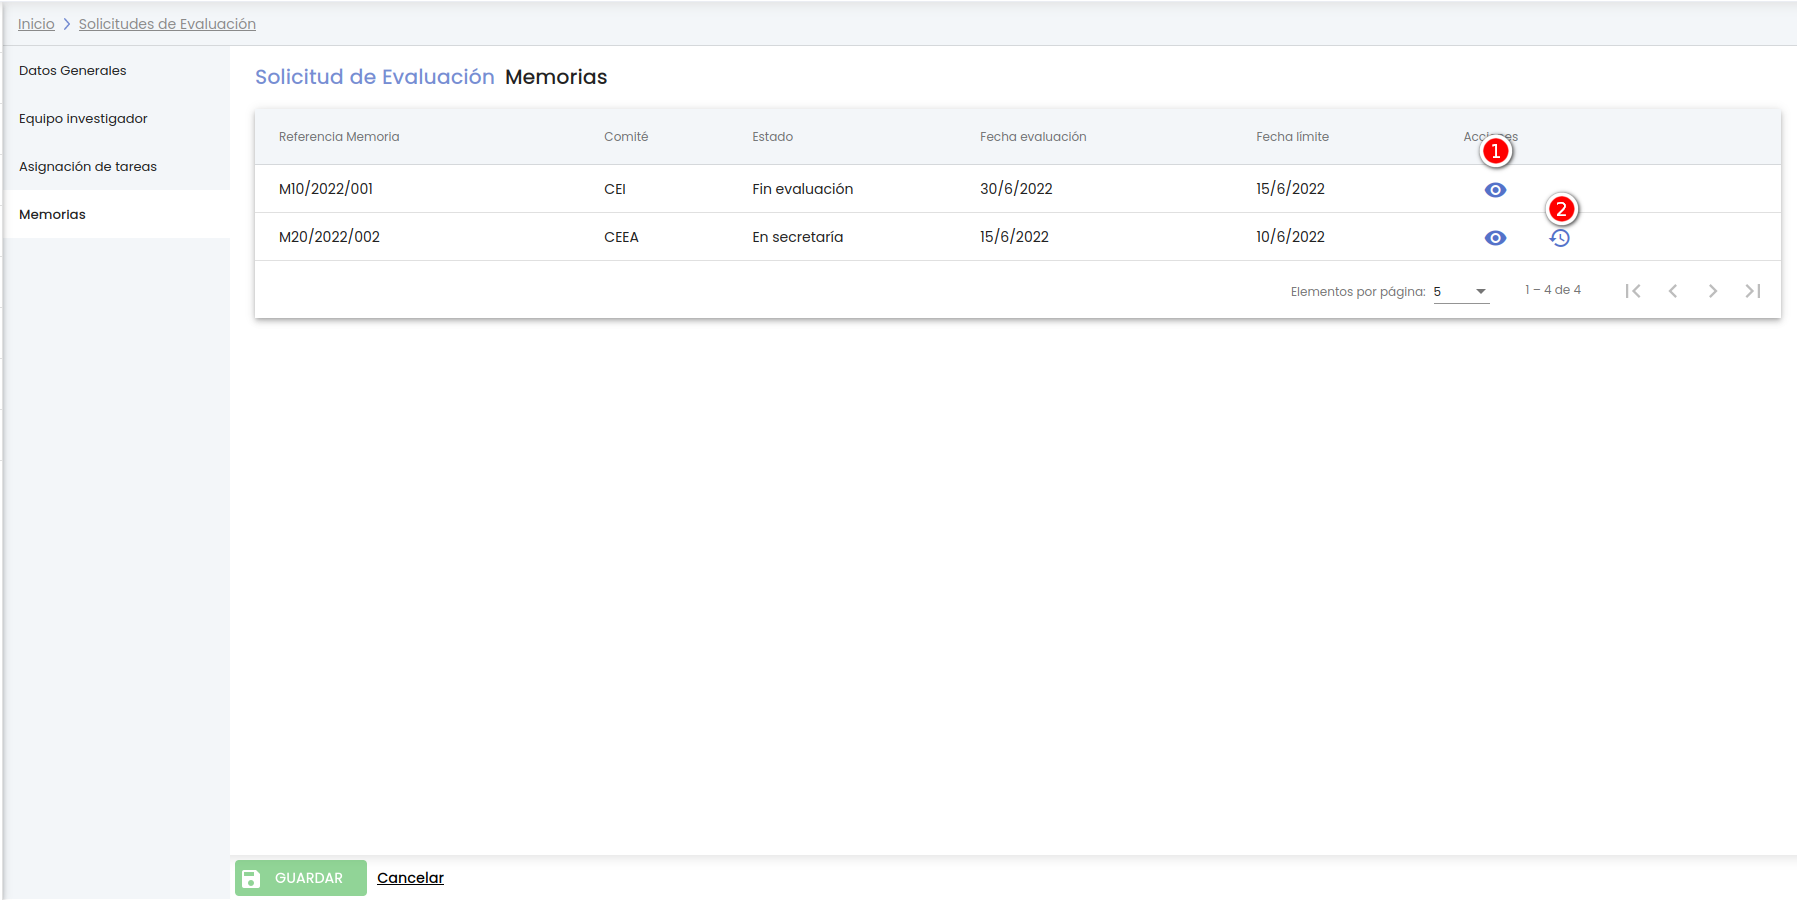 Inicio > Solicitudes de Evaluación
Datos Generales
Equipo investigador
Asignación de tareas
Memorias
Solicitud de Evaluación Memorias
Referencia Memoria Comité Estado Fecha evaluación Fecha límite Acciones
1
M10/2022/001 CEI Fin evaluación 30/6/2022 15/6/2022
2
M20/2022/002 CEEA En secretaría 15/6/2022 10/6/2022
Elementos por página: 5 1 – 4 de 4
GUARDAR Cancelar